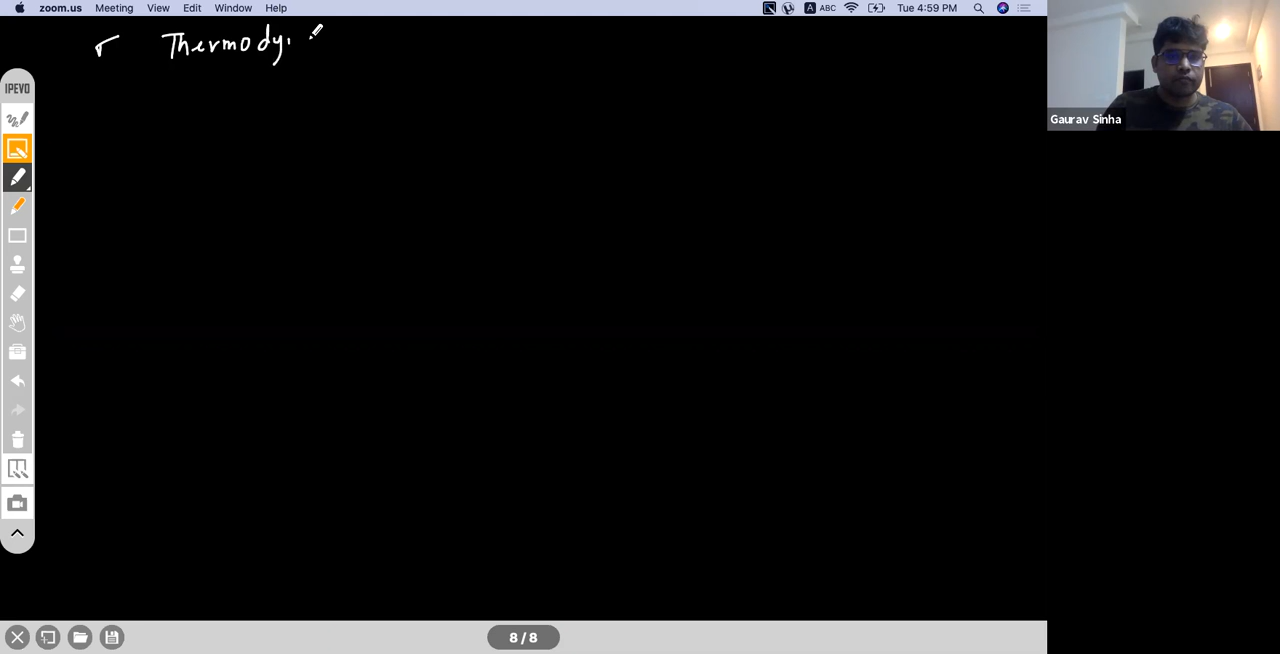 zoom.us Meeting View Edit Window Help A ABC Tue 4:59 PM
Thermody
IPEVO
Gaurav Sinha
8/8